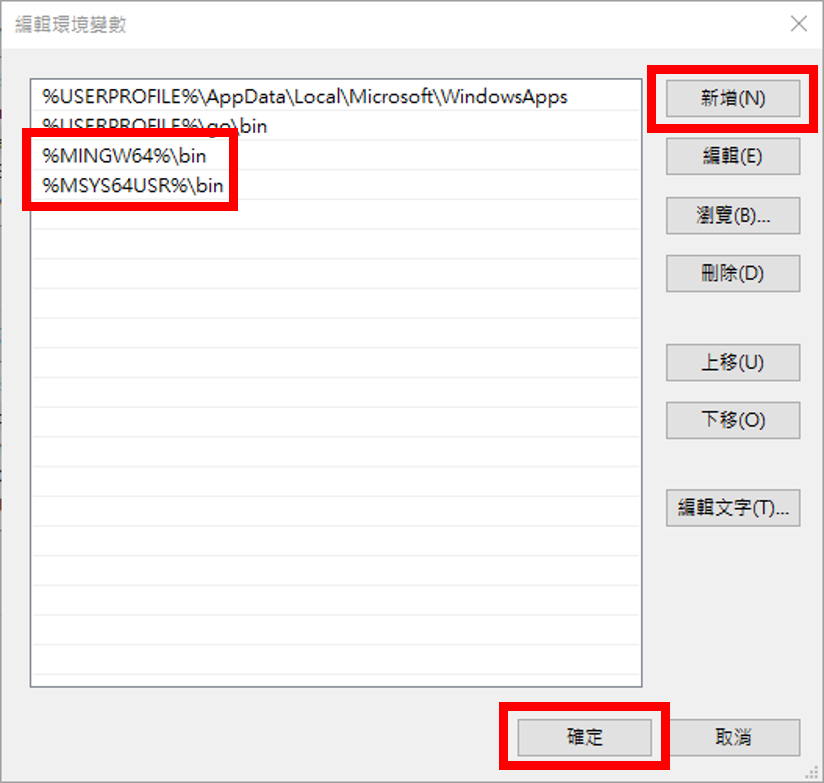 編輯環境變數
%USERPROFILE%\AppData\Local\Microsoft\WindowsApps
%USERPROFILE%\go\bin
%MINGW64%\bin
%MSYS64USR%\bin
新增(N)
編輯(E)
瀏覽(B)...
刪除(D)
上移(U)
下移(O)
編輯文字(T)...
確定
取消